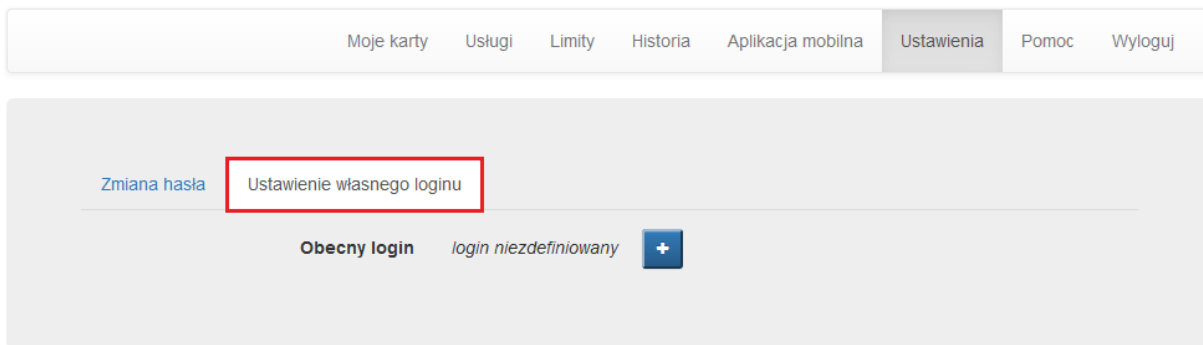 Moje karty Usługi Limity Historia Aplikacja mobilna Ustawienia Pomoc Wyloguj
Zmiana hasła Ustawienie własnego loginu
Obecny login login niezdefiniowany +